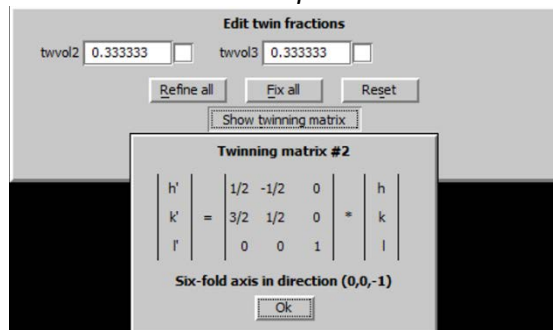 Edit twin fractions
twvol2 0.333333 twvol3 0.333333
Refine all Fix all Reset
Show twinning matrix
Twinning matrix #2
h' 1/2 -1/2 0 h
k' = 3/2 1/2 0 * k
l' 0 0 1 l
Six-fold axis in direction (0,0,-1)
Ok